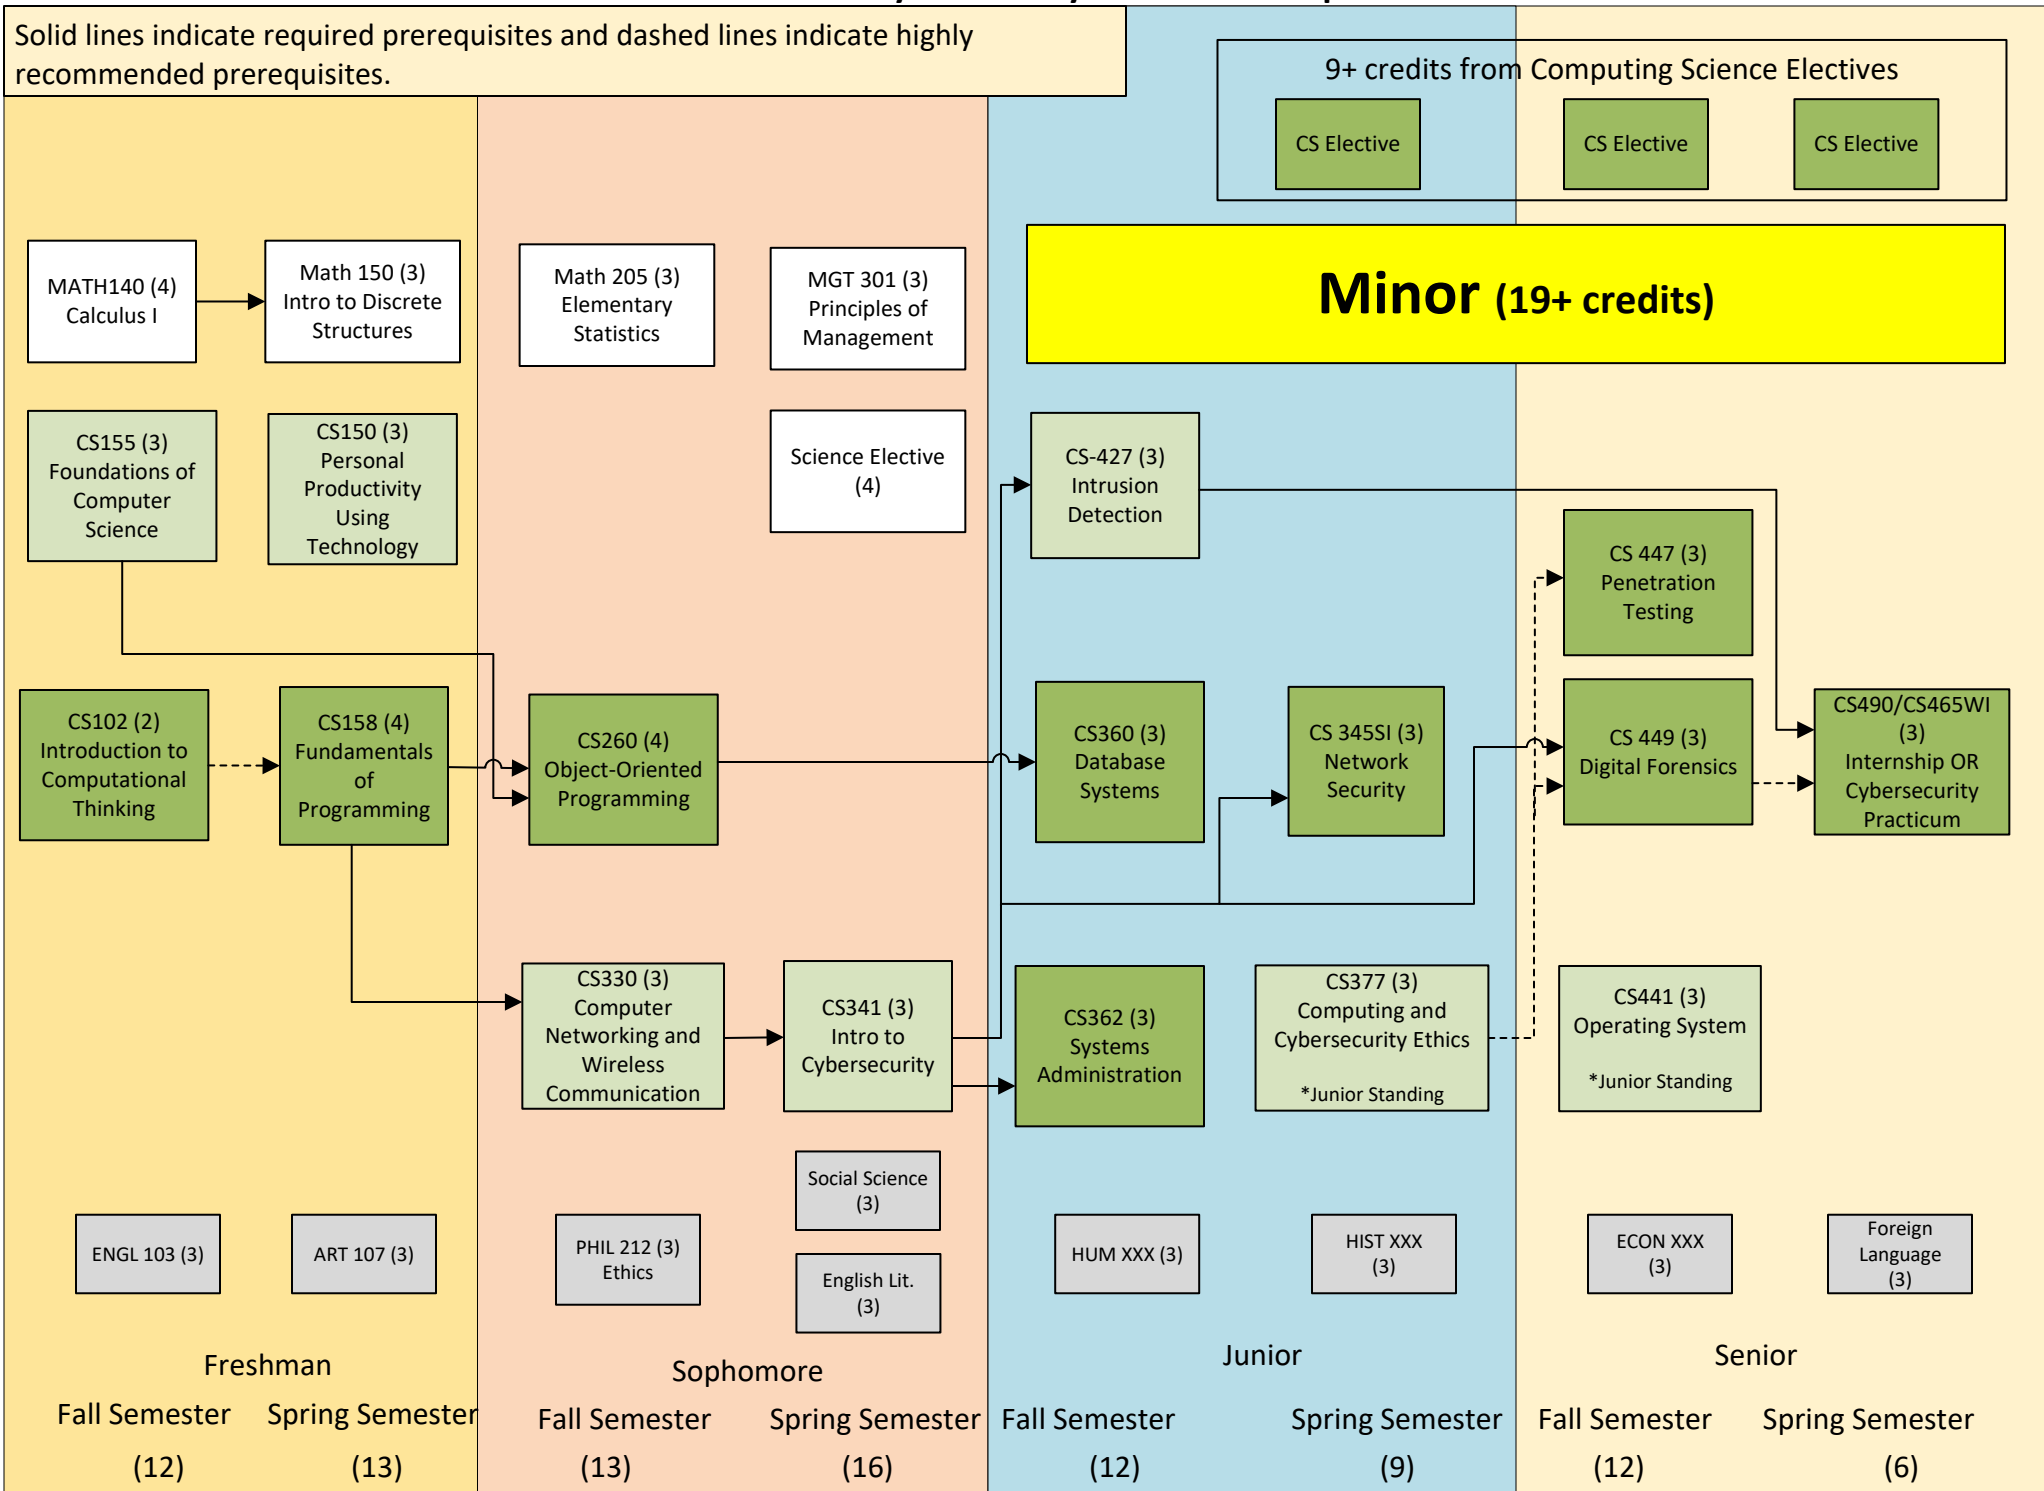 Solid lines indicate required prerequisites and dashed lines indicate highly
recommended prerequisites.
9+ credits from Computing Science Electives
CS Elective
CS Elective
CS Elective
MATH140 (4)
Calculus I
Math 150 (3)
Intro to Discrete
Structures
Math 205 (3)
Elementary
Statistics
MGT 301 (3)
Principles of
Management
Minor (19+ credits)
CS155 (3)
Foundations of
Computer
Science
CS150 (3)
Personal
Productivity
Using
Technology
Science Elective
(4)
CS-427 (3)
Intrusion
Detection
CS 447 (3)
Penetration
Testing
CS102 (2)
Introduction to
Computational
Thinking
CS158 (4)
Fundamentals
of
Programming
CS260 (4)
Object-Oriented
Programming
CS360 (3)
Database
Systems
CS 345SI (3)
Network
Security
CS 449 (3)
Digital Forensics
CS490/CS465WI
(3)
Internship OR
Cybersecurity
Practicum
CS330 (3)
Computer
Networking and
Wireless
Communication
CS341 (3)
Intro to
Cybersecurity
CS362 (3)
Systems
Administration
CS377 (3)
Computing and
Cybersecurity Ethics
*Junior Standing
CS441 (3)
Operating System
*Junior Standing
ENGL 103 (3)
ART 107 (3)
PHIL 212 (3)
Ethics
Social Science
(3)
English Lit.
(3)
HUM XXX (3)
HIST XXX
(3)
ECON XXX
(3)
Foreign
Language
(3)
Freshman
Sophomore
Junior
Senior
Fall Semester
Spring Semester
Fall Semester
Spring Semester
Fall Semester
Spring Semester
Fall Semester
Spring Semester
(12)
(13)
(13)
(16)
(12)
(9)
(12)
(6)